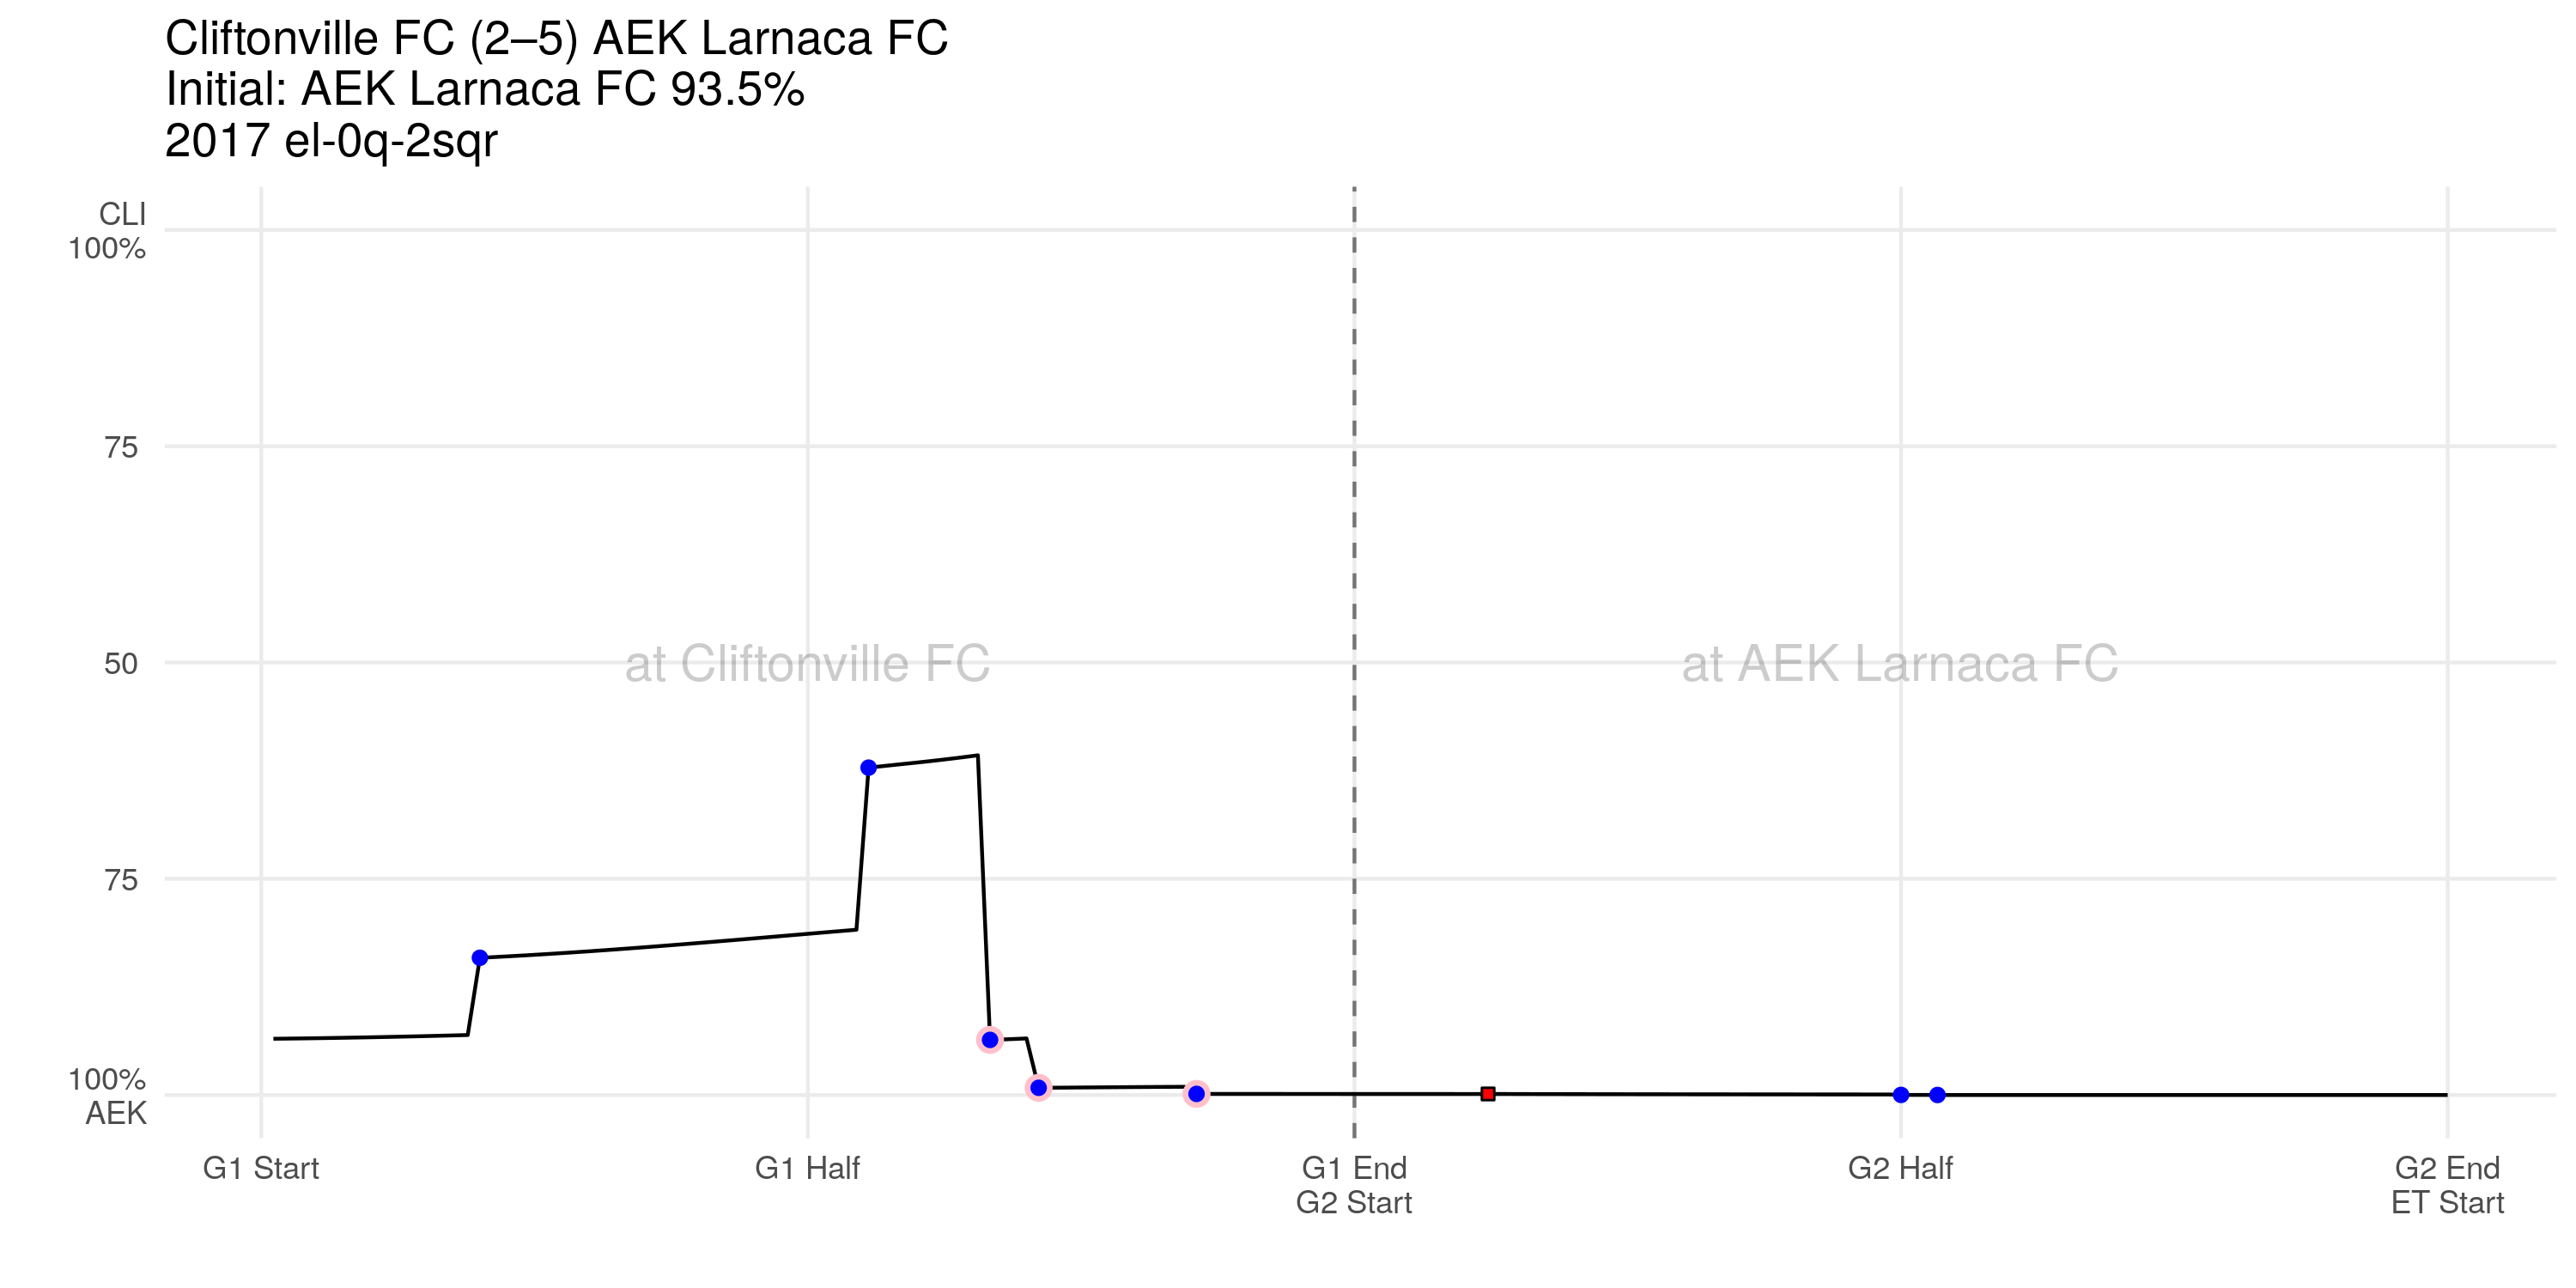 Cliftonville FC (2–5) AEK Larnaca FC
Initial: AEK Larnaca FC 93.5%
2017 el-0q-2sqr
CLI
100%
75
50
75
100%
AEK
at Cliftonville FC
at AEK Larnaca FC
G1 Start
G1 Half
G1 End
G2 Start
G2 Half
G2 End
ET Start